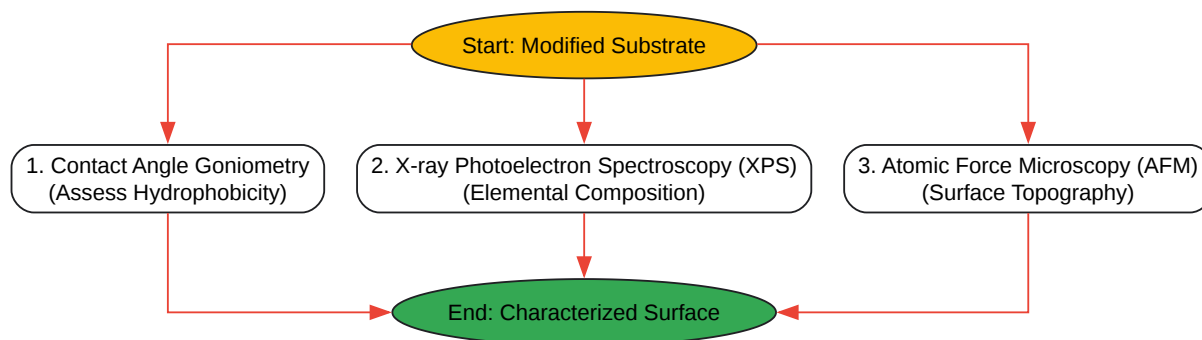 Start: Modified Substrate
1. Contact Angle Goniometry
(Assess Hydrophobicity)
2. X-ray Photoelectron Spectroscopy (XPS)
(Elemental Composition)
3. Atomic Force Microscopy (AFM)
(Surface Topography)
End: Characterized Surface